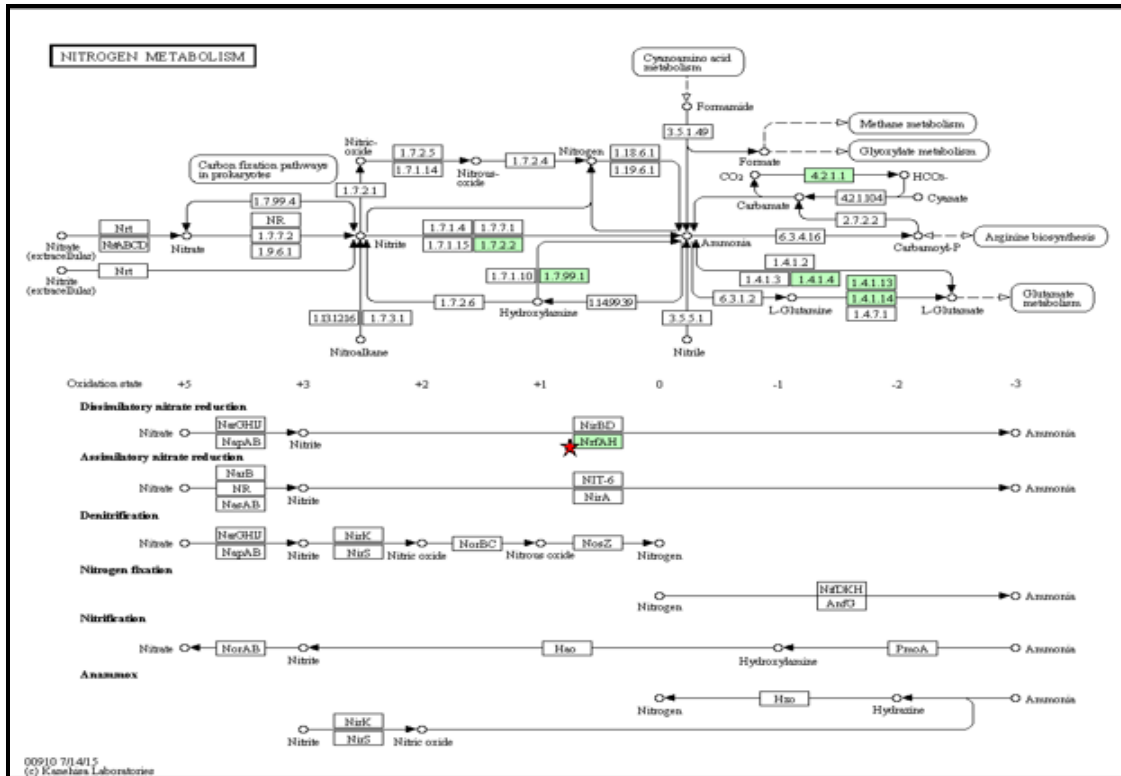 NITROGEN METABOLISM
Cyanoamino acid
metabolism
Formamide
3.5.1.49
Methane metabolism
Glyoxylate metabolism
Formate
Nitric-
oxide
1.7.2.5
1.7.1.14
Nitrous-
oxide
1.7.2.4
Nitrogen
1.18.6.1
1.19.6.1
Carbon fixation pathways
in prokaryotes
1.7.2.1
CO2
4.2.1.1
HCO3-
4.2.1.104
Cyanate
Carbamate
2.7.2.2
1.7.99.4
Nrt
NrtABCD
Nitrate
(extracellular)
Nitrate
NR
1.7.7.2
1.9.6.1
Nitrite
1.7.1.4
1.7.7.1
1.7.1.15
1.7.2.2
Ammonia
6.3.4.16
Carbamoyl-P
Arginine biosynthesis
Nrt
Nitrite
(extracellular)
1.7.1.10
1.7.99.1
1.4.1.2
1.4.1.3
1.4.1.4
1.4.1.13
1.4.1.14
1.4.7.1
1.7.2.6
Hydroxylamine
1.14.99.39
6.3.1.2
L-Glutamine
L-Glutamate
Glutamate
metabolism
1.13.12.16
1.7.3.1
3.5.5.1
Nitroalkane
Nitrile
Oxidation state +5 +3 +2 +1 0 -1 -2 -3
Dissimilatory nitrate reduction
NarGHIJ
NirBD
Nitrate
NapAB
Nitrite
NrfAH
Ammonia
Assimilatory nitrate reduction
NarB
NR
NasAB
Nitrate
Nitrite
NIT-6
NirA
Ammonia
Denitrification
Nitrate
NarGHIJ
NapAB
Nitrite
NirK
NirS
Nitric oxide
NorBC
Nitrous oxide
NosZ
Nitrogen
Nitrogen fixation
Nitrogen
NifDKH
AnfG
Ammonia
Nitrification
Nitrate
NxrAB
Nitrite
Hao
Hydroxylamine
PmoA
Ammonia
Anammox
Nitrogen
Hzo
Hydrazine
Ammonia
Nitrite
NirK
NirS
Nitric oxide
00910 7/14/15
(c) Kanehisa Laboratories